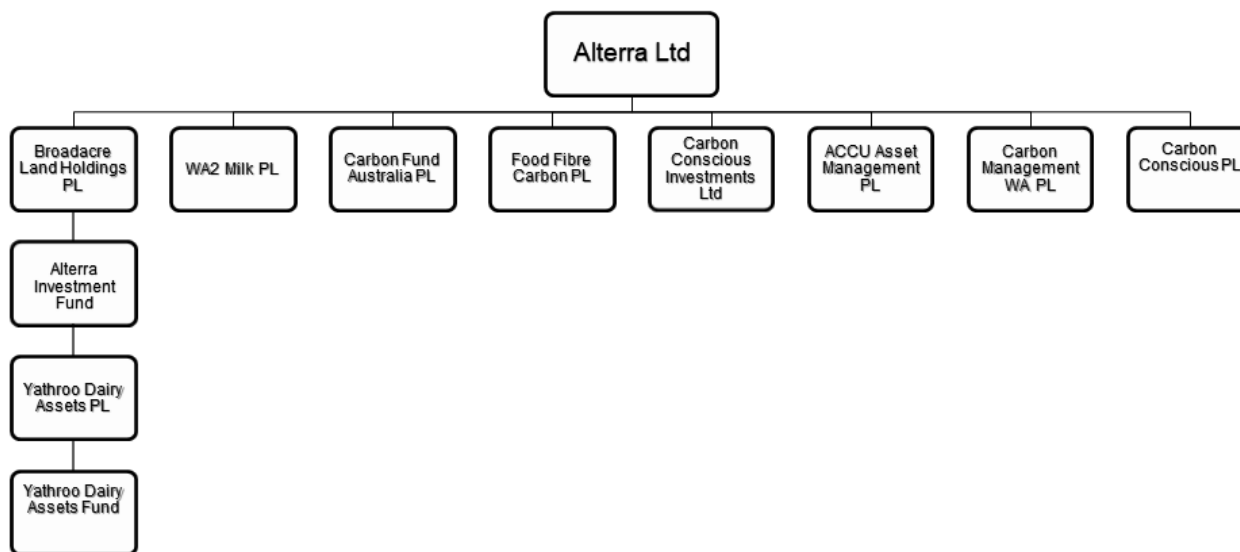 Alterra Ltd
Broadacre
Land Holdings
PL
WA2 Milk PL
Carbon Fund
Australia PL
Food Fibre
Carbon PL
Carbon
Conscious
Investments
Ltd
ACCU Asset
Management
PL
Carbon
Management
WA PL
Carbon
Conscious PL
Alterra
Investment
Fund
Yathroo Dairy
Assets PL
Yathroo Dairy
Assets Fund